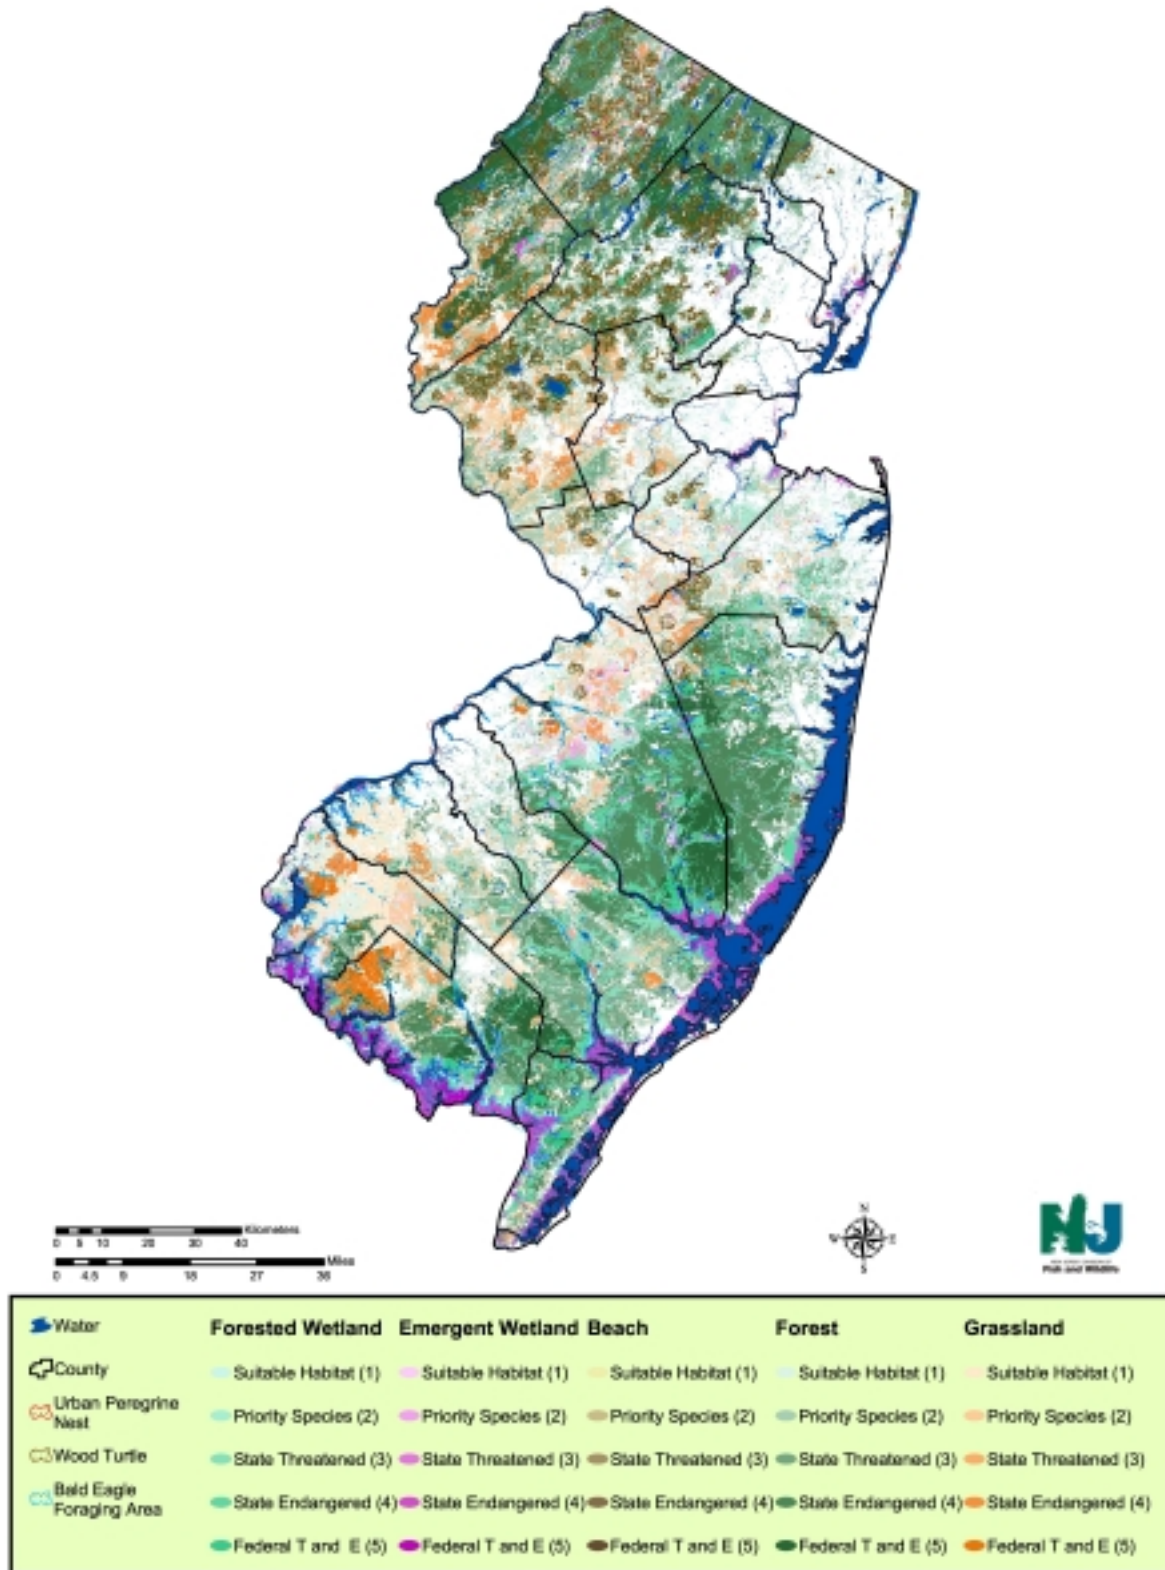 Kilometers
0 5 10 20 30 40
Miles
0 4.5 9 18 27 36
N
W E
S
NJ
Fish and Wildlife
Water
County
Urban Peregrine
Nest
Wood Turtle
Bald Eagle
Foraging Area
Forested Wetland
Suitable Habitat (1)
Priority Species (2)
State Threatened (3)
State Endangered (4)
Federal T and E (5)
Emergent Wetland
Suitable Habitat (1)
Priority Species (2)
State Threatened (3)
State Endangered (4)
Federal T and E (5)
Beach
Suitable Habitat (1)
Priority Species (2)
State Threatened (3)
State Endangered (4)
Federal T and E (5)
Forest
Suitable Habitat (1)
Priority Species (2)
State Threatened (3)
State Endangered (4)
Federal T and E (5)
Grassland
Suitable Habitat (1)
Priority Species (2)
State Threatened (3)
State Endangered (4)
Federal T and E (5)